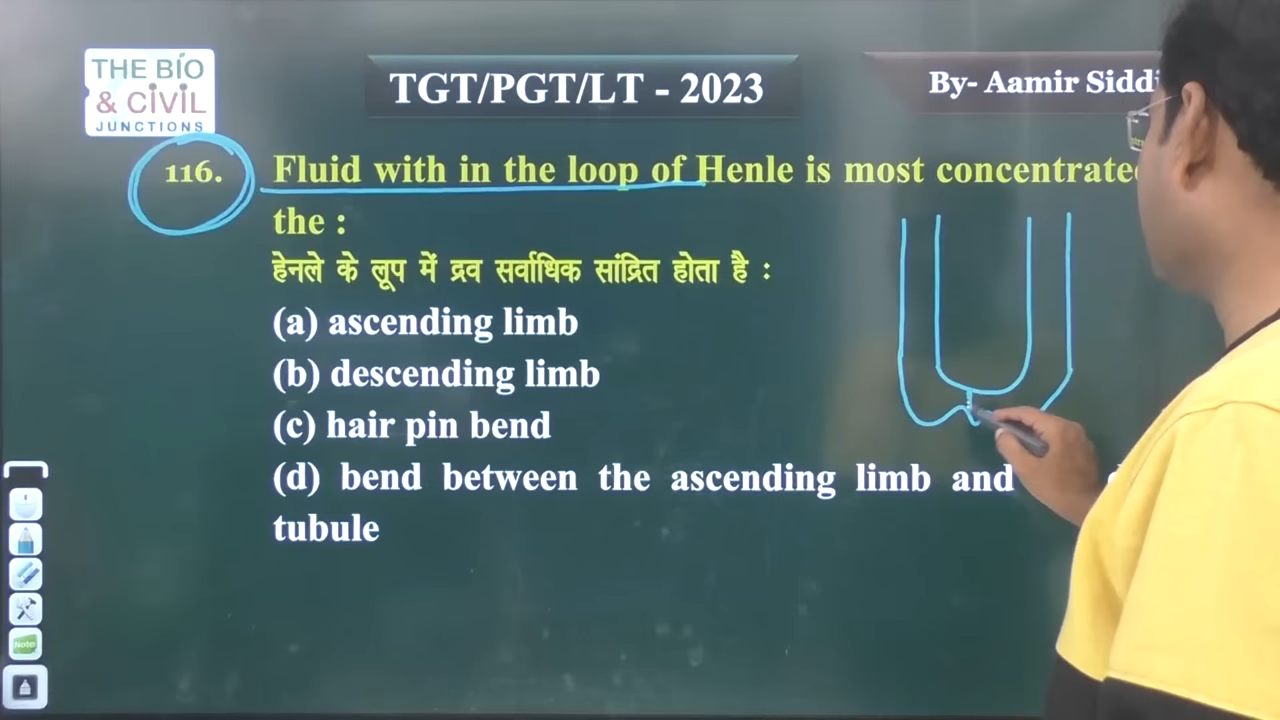 THE BIO
& CIVIL
JUNCTIONS
TGT/PGT/LT - 2023
By- Aamir
116. Fluid with in the loop of Henle is most
the :
हेनले के लूप में द्रव सर्वाधिक सांद्रित होता है :
(a) ascending limb
(b) descending limb
(c) hair pin bend
(d) bend between the ascending limb and
tubule
Note